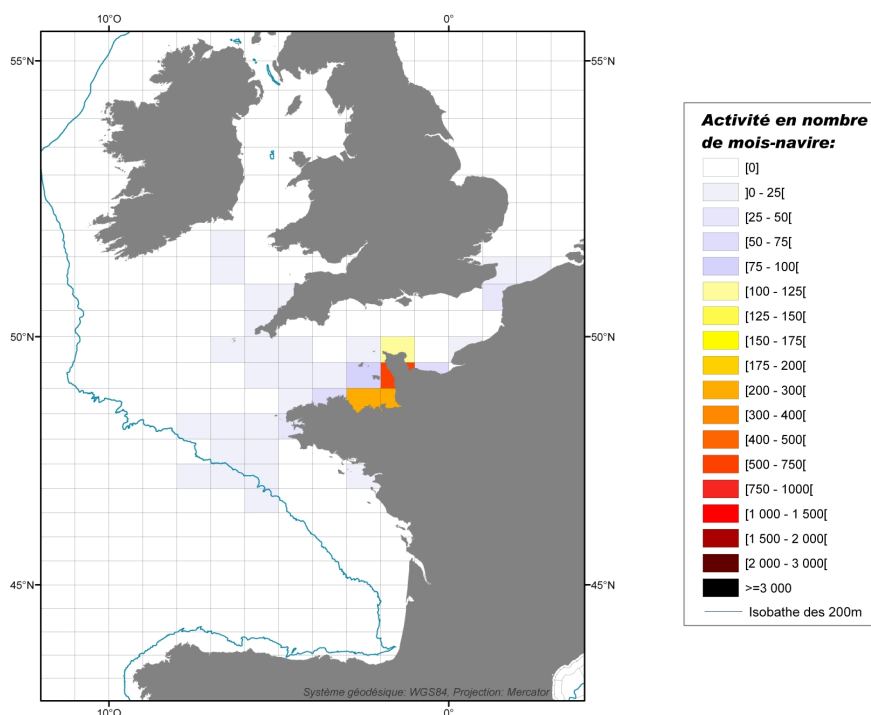 10°O
0°
55°N
55°N
50°N
50°N
45°N
45°N
Système géodésique: WGS84, Projection: Mercator
10°O
0°
Activité en nombre
de mois-navire:
[0]
]0 - 25[
[25 - 50[
[50 - 75[
[75 - 100[
[100 - 125[
[125 - 150[
[150 - 175[
[175 - 200[
[200 - 300[
[300 - 400[
[400 - 500[
[500 - 750[
[750 - 1000[
[1 000 - 1 500[
[1 500 - 2 000[
[2 000 - 3 000[
>=3 000
Isobathe des 200m